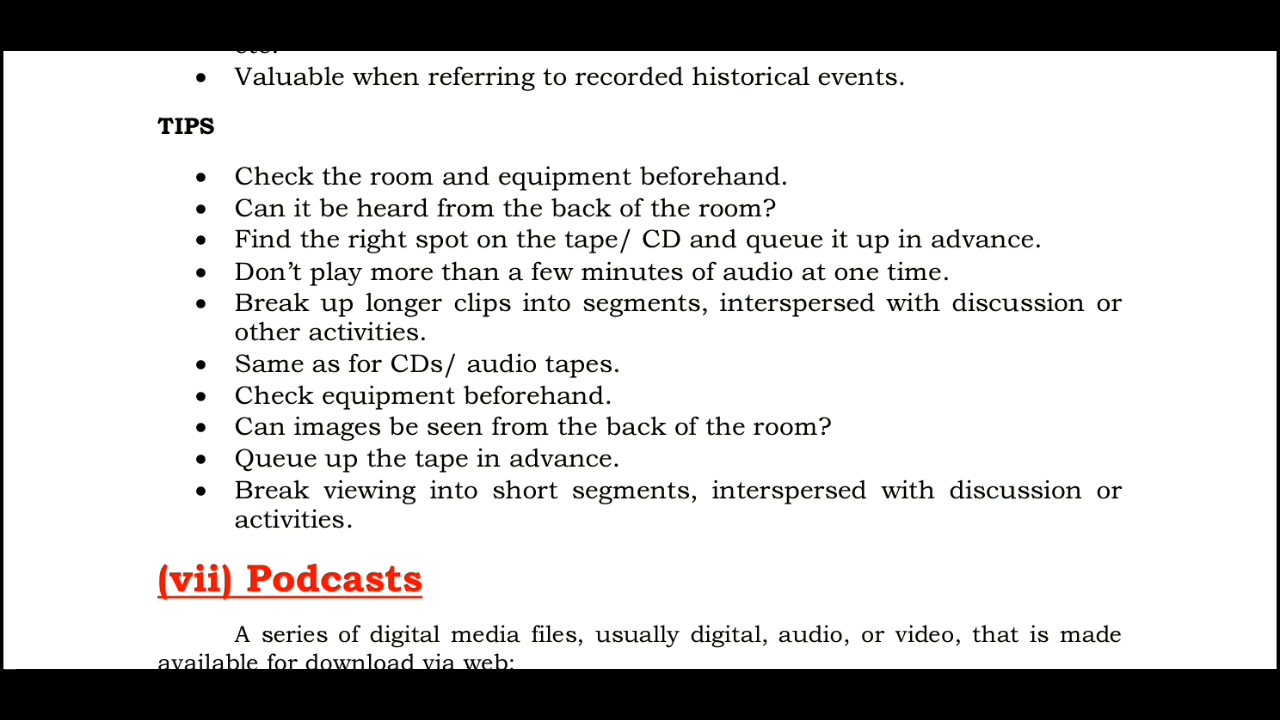 etc.
• Valuable when referring to recorded historical events.
TIPS
• Check the room and equipment beforehand.
• Can it be heard from the back of the room?
• Find the right spot on the tape/ CD and queue it up in advance.
• Don’t play more than a few minutes of audio at one time.
• Break up longer clips into segments, interspersed with discussion or
other activities.
• Same as for CDs/ audio tapes.
• Check equipment beforehand.
• Can images be seen from the back of the room?
• Queue up the tape in advance.
• Break viewing into short segments, interspersed with discussion or
activities.
(vii) Podcasts
A series of digital media files, usually digital, audio, or video, that is made
available for download via web: